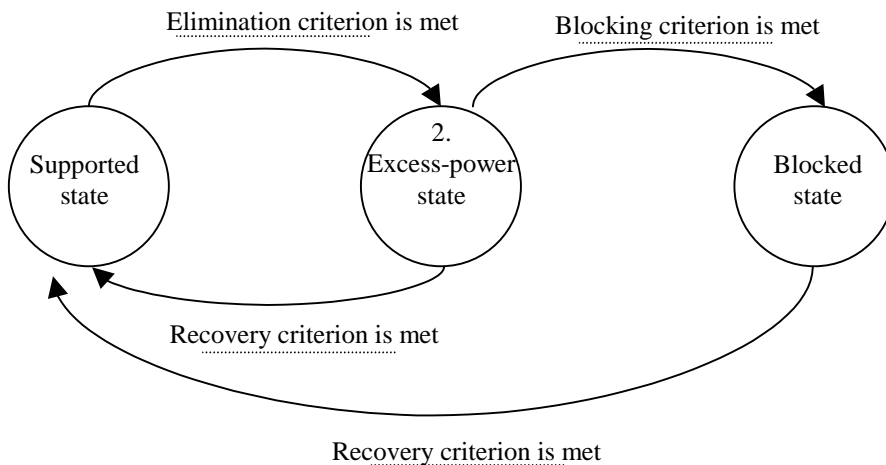 Elimination criterion is met
Blocking criterion is met
Supported
state
2.
Excess-power
state
Blocked
state
Recovery criterion is met
Recovery criterion is met